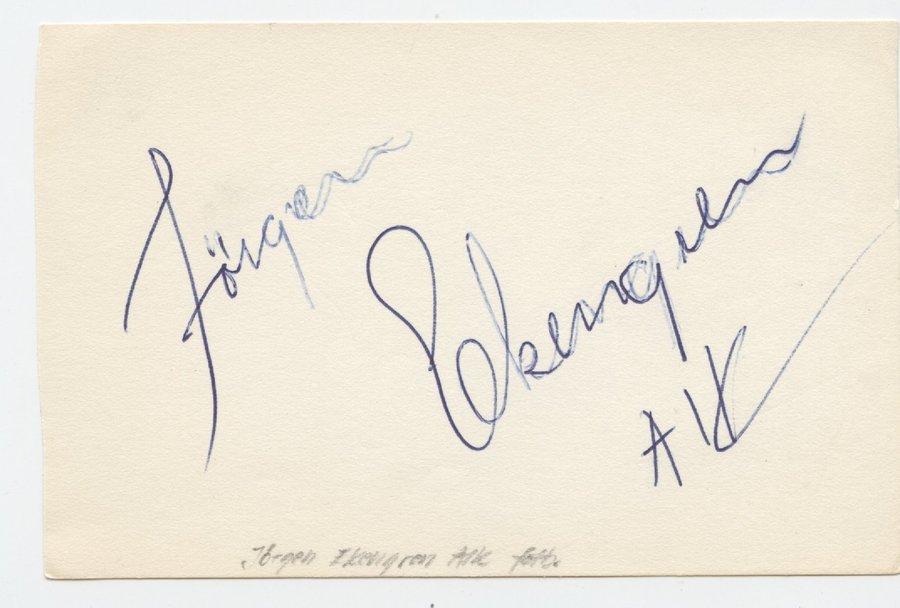 Jörgen Ekengren
AIK
Jörgen Ekengren AIK fotb.